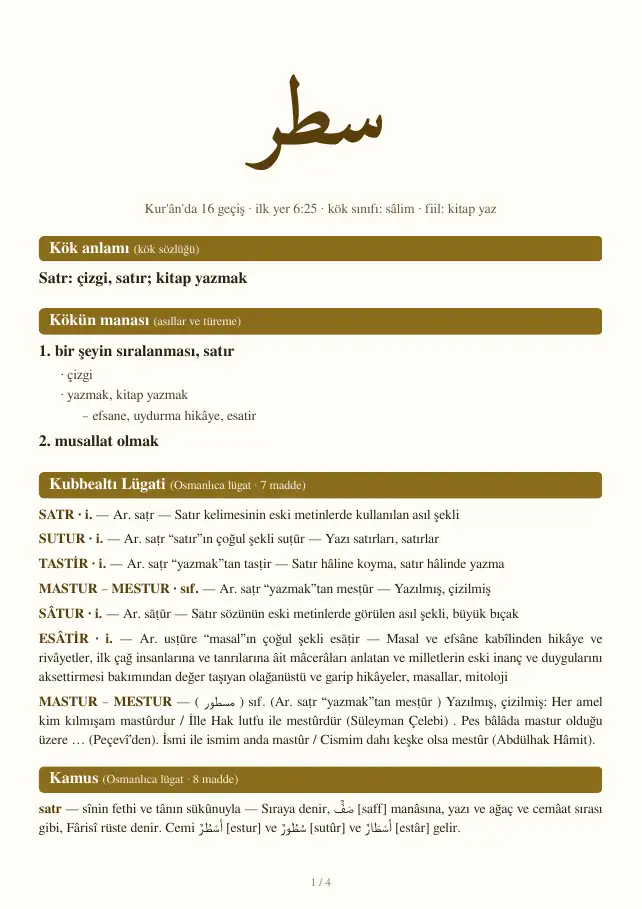 سطر
Kur'ân'da 16 geçiş · ilk yer 6:25 · kök sınıfı: sâlim · fiil: kitap yaz
Kök anlamı (kök sözlüğü)
Satr: çizgi, satır; kitap yazmak
Kökün manası (asıllar ve türeme)
1. bir şeyin sıralanması, satır
· çizgi
· yazmak, kitap yazmak
– efsane, uydurma hikâye, esatir
2. musallat olmak
Kubbealtı Lügati (Osmanlıca lügat · 7 madde)
SATR · i. — Ar. saṭr — Satır kelimesinin eski metinlerde kullanılan asıl şekli
SUTUR · i. — Ar. saṭr “satır”ın çoğul şekli suṭūr — Yazı satırları, satırlar
TASTİR · i. — Ar. saṭr “yazmak”tan tasṭіr — Satır hâline koyma, satır hâlinde yazma
MASTUR – MESTUR · sıf. — Ar. saṭr “yazmak”tan mesṭūr — Yazılmış, çizilmiş
SÂTUR · i. — Ar. sāṭūr — Satır sözünün eski metinlerde görülen asıl şekli, büyük bıçak
ESÂTİR · i. — Ar. usṭūre “masal”ın çoğul şekli esāṭіr — Masal ve efsâne kabîlinden hikâye ve
rivâyetler, ilk çağ insanlarına ve tanrılarına âit mâcerâları anlatan ve milletlerin eski inanç ve duygularını
aksettirmesi bakımından değer taşıyan olağanüstü ve garip hikâyeler, masallar, mitoloji
MASTUR – MESTUR — ( مسطور ) sıf. (Ar. saṭr “yazmak”tan mesṭūr ) Yazılmış, çizilmiş: Her amel
kim kılmışam mastûrdur / İlle Hak lutfu ile mestûrdür (Süleyman Çelebi) . Pes bâlâda mastur olduğu
üzere … (Peçevî’den). İsmi ile ismim anda mastûr / Cismim dahı keşke olsa mestûr (Abdülhak Hâmit).
Kamus (Osmanlıca lügat · 8 madde)
satr — sînin fethi ve tânın sükûnuyla — Sıraya denir, صَفٌّ [saff] manâsına, yazı ve ağaç ve cemâat sırası
gibi, Fârisî rüste denir. Cemi أَسْطُرٌ [estur] ve سُطُورٌ [sutûr] ve أَسْطَارٌ [estâr] gelir.
1 / 4